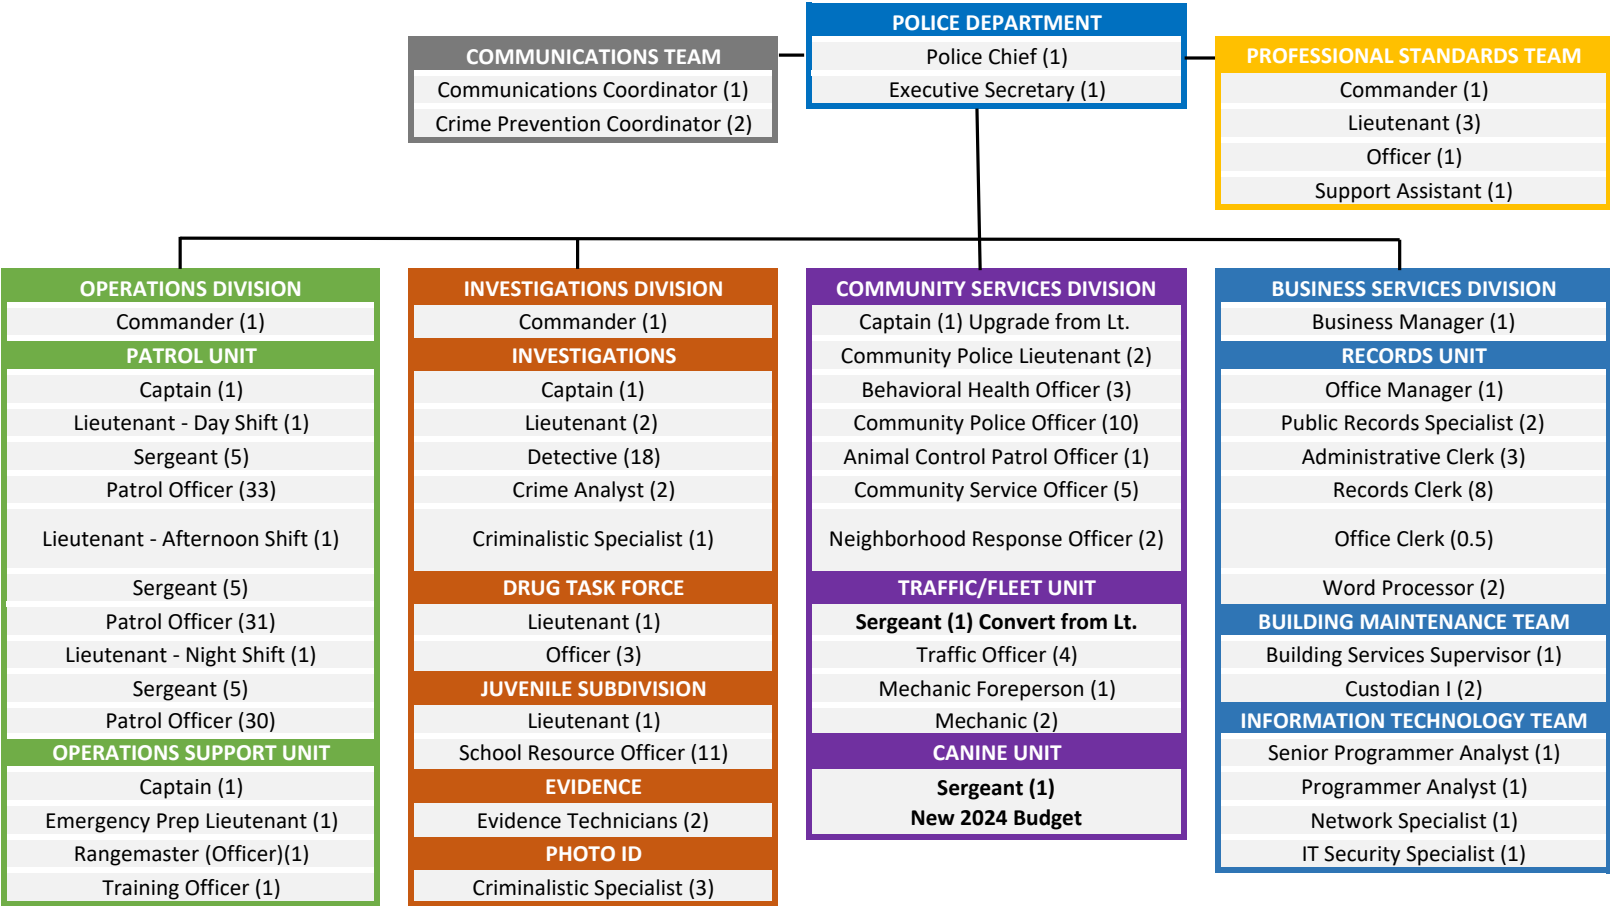 POLICE DEPARTMENT
Police Chief (1)
Executive Secretary (1)
COMMUNICATIONS TEAM
Communications Coordinator (1)
Crime Prevention Coordinator (2)
PROFESSIONAL STANDARDS TEAM
Commander (1)
Lieutenant (3)
Officer (1)
Support Assistant (1)
OPERATIONS DIVISION
Commander (1)
PATROL UNIT
Captain (1)
Lieutenant - Day Shift (1)
Sergeant (5)
Patrol Officer (33)
Lieutenant - Afternoon Shift (1)
Sergeant (5)
Patrol Officer (31)
Lieutenant - Night Shift (1)
Sergeant (5)
Patrol Officer (30)
OPERATIONS SUPPORT UNIT
Captain (1)
Emergency Prep Lieutenant (1)
Rangemaster (Officer)(1)
Training Officer (1)
INVESTIGATIONS DIVISION
Commander (1)
INVESTIGATIONS
Captain (1)
Lieutenant (2)
Detective (18)
Crime Analyst (2)
Criminalistic Specialist (1)
DRUG TASK FORCE
Lieutenant (1)
Officer (3)
JUVENILE SUBDIVISION
Lieutenant (1)
School Resource Officer (11)
EVIDENCE
Evidence Technicians (2)
PHOTO ID
Criminalistic Specialist (3)
COMMUNITY SERVICES DIVISION
Captain (1) Upgrade from Lt.
Community Police Lieutenant (2)
Behavioral Health Officer (3)
Community Police Officer (10)
Animal Control Patrol Officer (1)
Community Service Officer (5)
Neighborhood Response Officer (2)
TRAFFIC/FLEET UNIT
Sergeant (1) Convert from Lt.
Traffic Officer (4)
Mechanic Foreperson (1)
Mechanic (2)
CANINE UNIT
Sergeant (1)
New 2024 Budget
BUSINESS SERVICES DIVISION
Business Manager (1)
RECORDS UNIT
Office Manager (1)
Public Records Specialist (2)
Administrative Clerk (3)
Records Clerk (8)
Office Clerk (0.5)
Word Processor (2)
BUILDING MAINTENANCE TEAM
Building Services Supervisor (1)
Custodian I (2)
INFORMATION TECHNOLOGY TEAM
Senior Programmer Analyst (1)
Programmer Analyst (1)
Network Specialist (1)
IT Security Specialist (1)